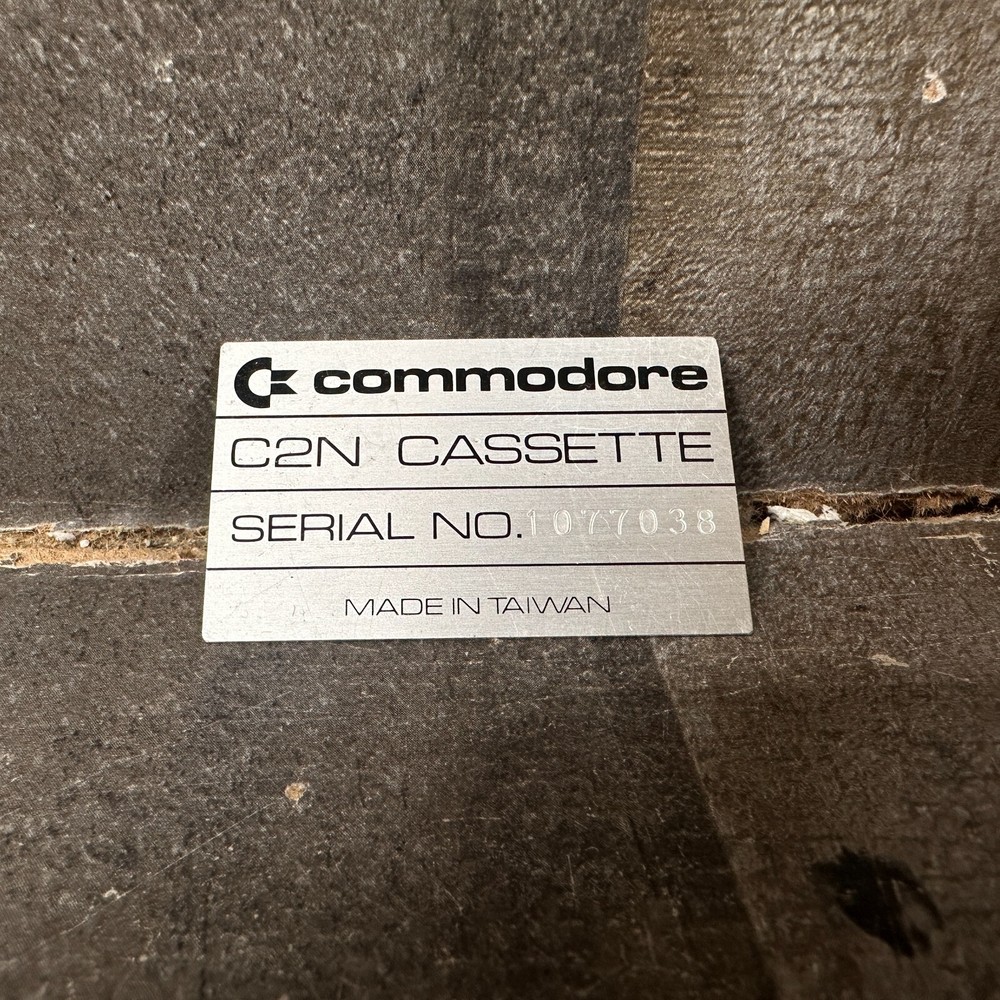 commodore
C2N CASSETTE
SERIAL NO. 1077038
MADE IN TAIWAN